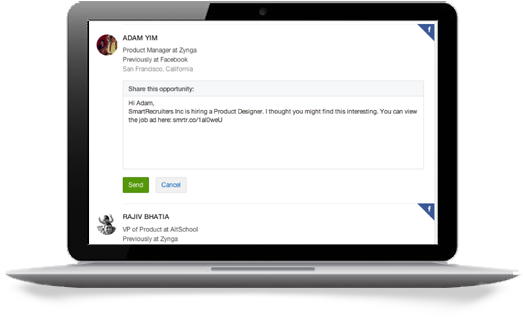 ADAM YIM
Product Manager at Zynga
Previously at Facebook
San Francisco, California
Share this opportunity:
Hi Adam,
SmartRecruiters Inc is hiring a Product Designer. I thought you might find this interesting. You can view
the job ad here: smrtr.co/1al0weU
Send Cancel
RAJIV BHATIA
VP of Product at AltSchool
Previously at Zynga